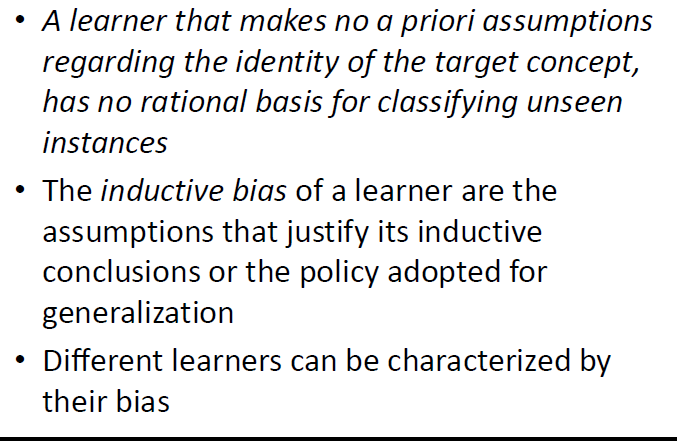 • A learner that makes no a priori assumptions
regarding the identity of the target concept,
has no rational basis for classifying unseen
instances
• The inductive bias of a learner are the
assumptions that justify its inductive
conclusions or the policy adopted for
generalization
• Different learners can be characterized by
their bias